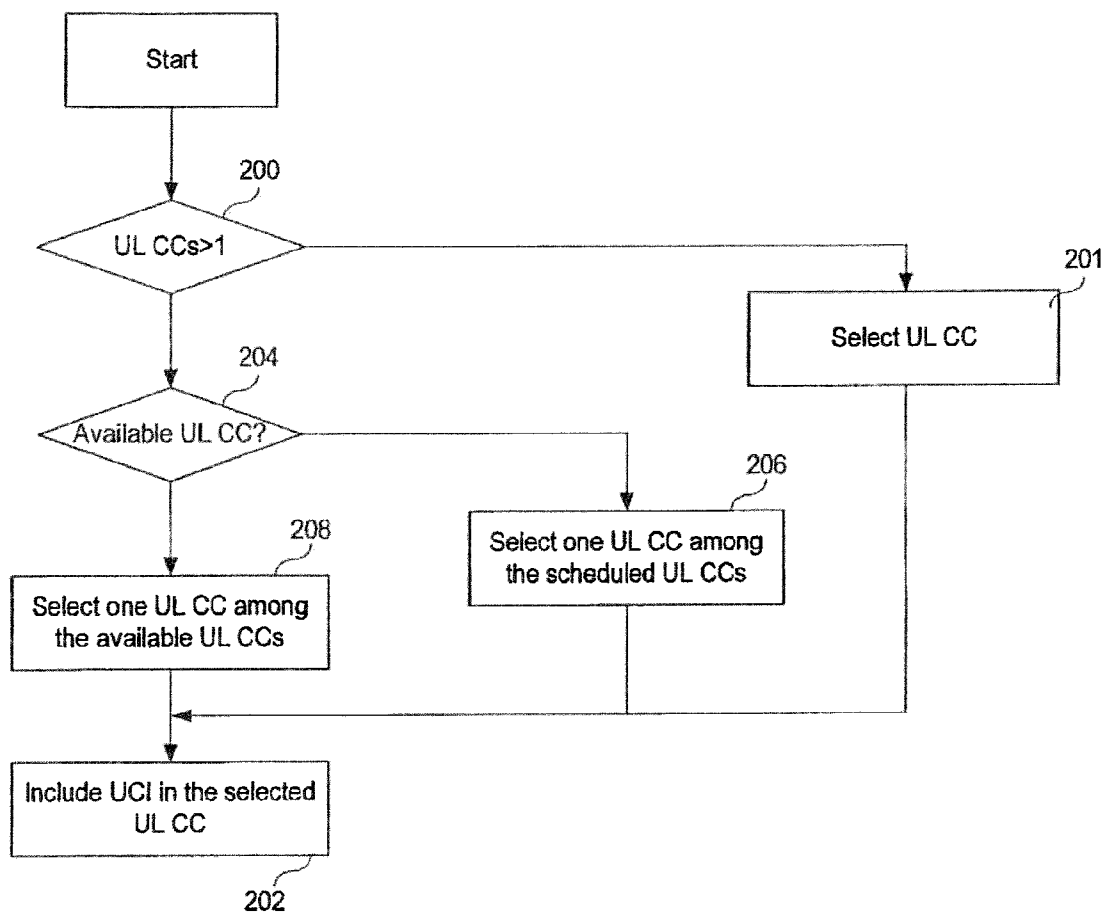 Start
200
UL CCs>1
201
Select UL CC
204
Available UL CC?
206
Select one UL CC among
the scheduled UL CCs
208
Select one UL CC among
the available UL CCs
Include UCI in the selected
UL CC
202